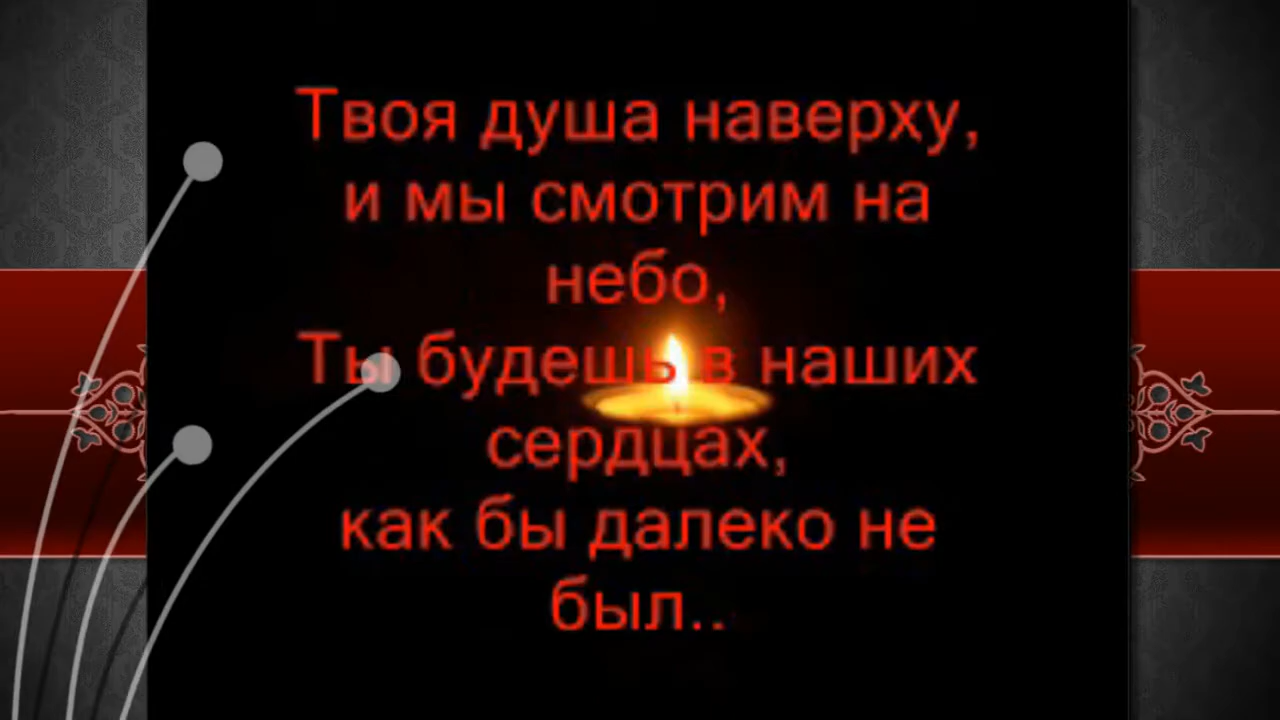 Твоя душа наверху,
и мы смотрим на
небо,
Ты будешь в наших
сердцах,
как бы далеко не
был..